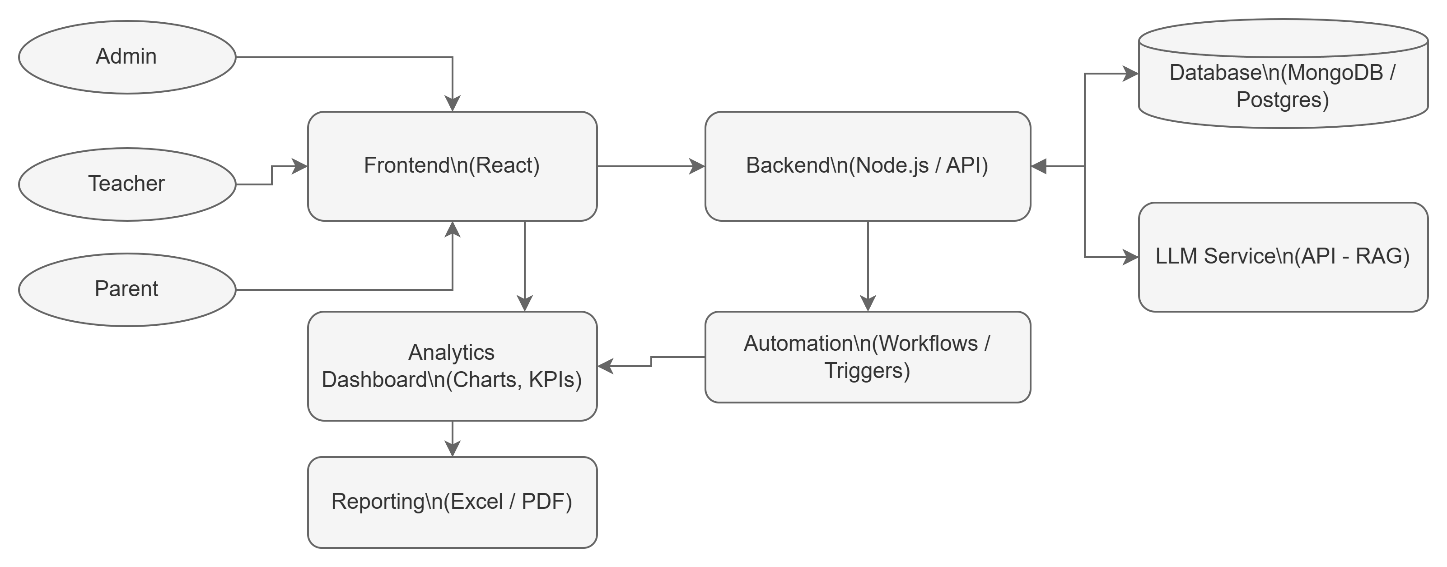 Admin
Database\n(MongoDB /
Postgres)
Frontend\n(React)
Backend\n(Node.js / API)
Teacher
LLM Service\n(API - RAG)
Parent
Analytics
Dashboard\n(Charts, KPIs)
Automation\n(Workflows /
Triggers)
Reporting\n(Excel / PDF)